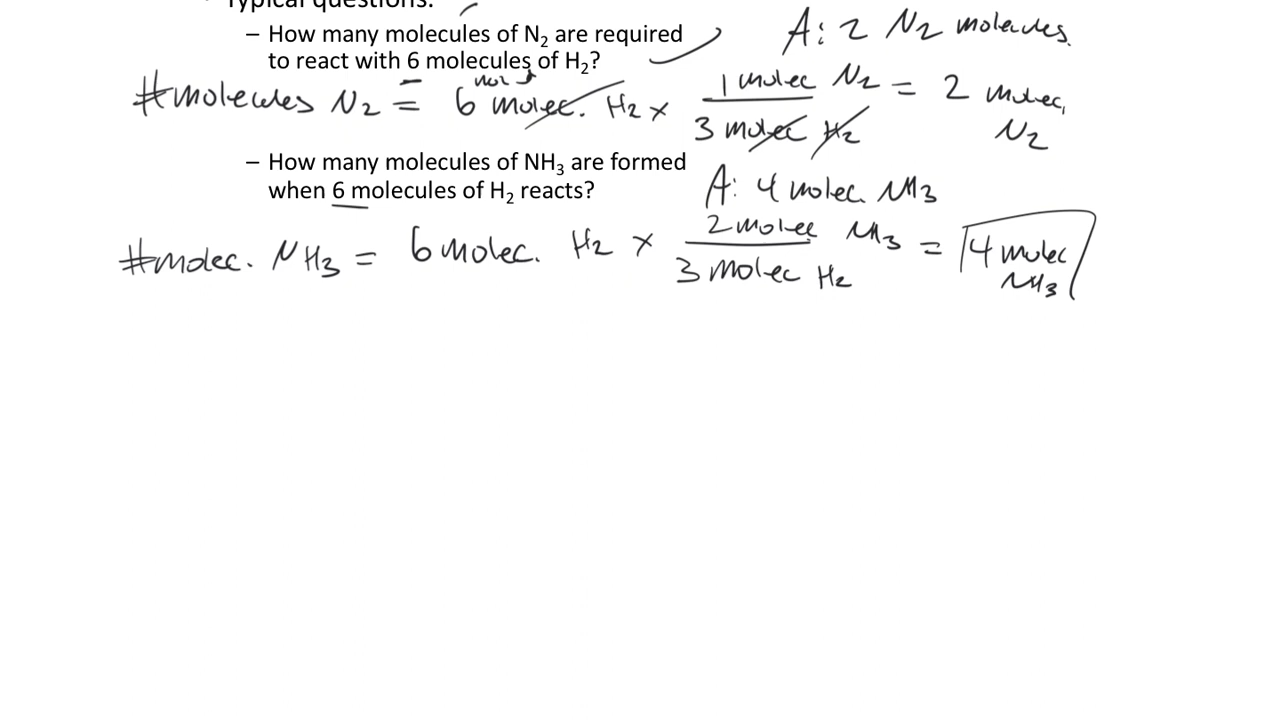 Typical questions:
– How many molecules of N₂ are required
to react with 6 molecules of H₂?
A: 2 N₂ molecules.
#molecules N₂ = 6 molec. H₂ × 1 molec N₂ / 3 molec H₂ = 2 molec. N₂
– How many molecules of NH₃ are formed
when 6 molecules of H₂ reacts?
A: 4 molec. NH₃
#molec. NH₃ = 6 molec. H₂ × 2 molec NH₃ / 3 molec H₂ = 4 molec NH₃